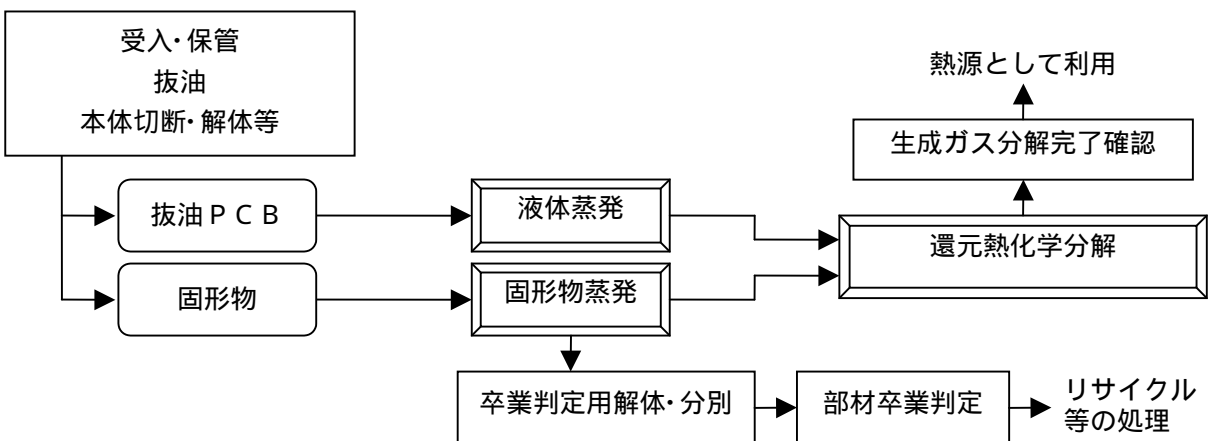 受入・保管
抜油
本体切断・解体等
熱源として利用
生成ガス分解完了確認
抜油ＰＣＢ
液体蒸発
還元熱化学分解
固形物
固形物蒸発
卒業判定用解体・分別
部材卒業判定
リサイクル
等の処理